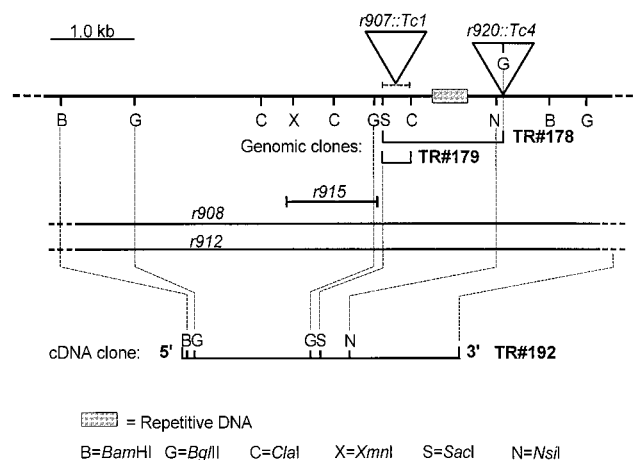 r907::Tc1
r920::Tc4
1.0 kb
G
B G C X C G S C N B G
Genomic clones:
TR#178
TR#179
r915
r908
r912
B G G S N
cDNA clone: 5' 3' TR#192
= Repetitive DNA
B=BamHI G=BglII C=ClaI X=XmnI S=SacI N=NsiI